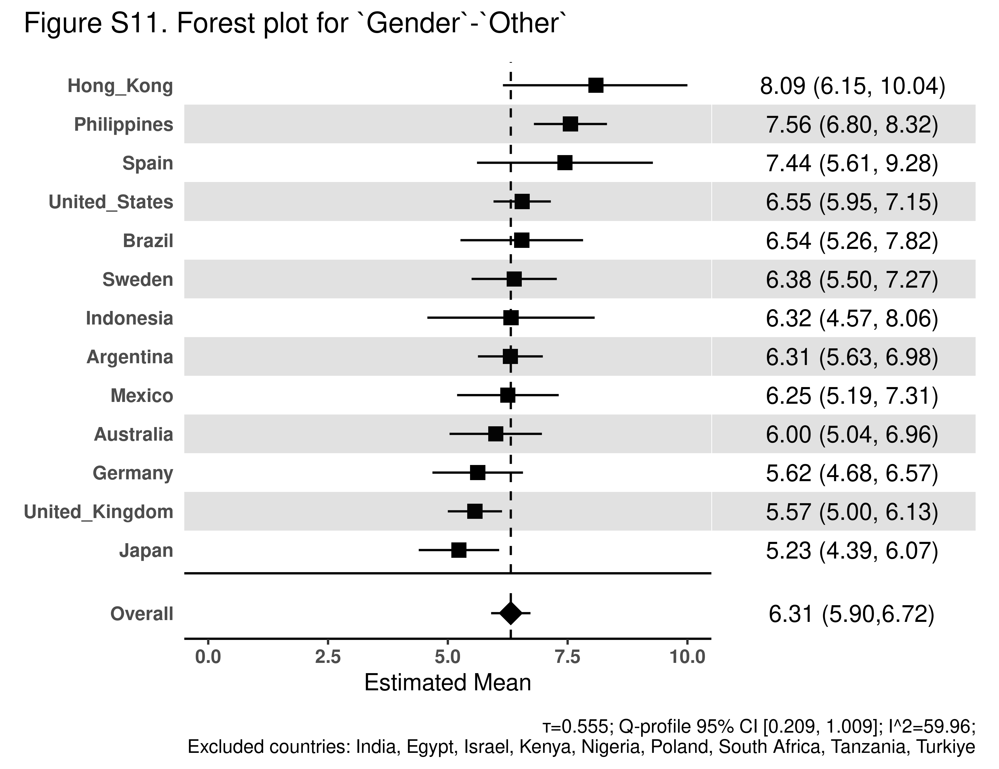 Figure S11. Forest plot for `Gender`-`Other`
Hong_Kong 8.09 (6.15, 10.04)
Philippines 7.56 (6.80, 8.32)
Spain 7.44 (5.61, 9.28)
United_States 6.55 (5.95, 7.15)
Brazil 6.54 (5.26, 7.82)
Sweden 6.38 (5.50, 7.27)
Indonesia 6.32 (4.57, 8.06)
Argentina 6.31 (5.63, 6.98)
Mexico 6.25 (5.19, 7.31)
Australia 6.00 (5.04, 6.96)
Germany 5.62 (4.68, 6.57)
United_Kingdom 5.57 (5.00, 6.13)
Japan 5.23 (4.39, 6.07)
Overall 6.31 (5.90,6.72)
0.0 2.5 5.0 7.5 10.0
Estimated Mean
τ=0.555; Q-profile 95% CI [0.209, 1.009]; I^2=59.96;
Excluded countries: India, Egypt, Israel, Kenya, Nigeria, Poland, South Africa, Tanzania, Turkiye